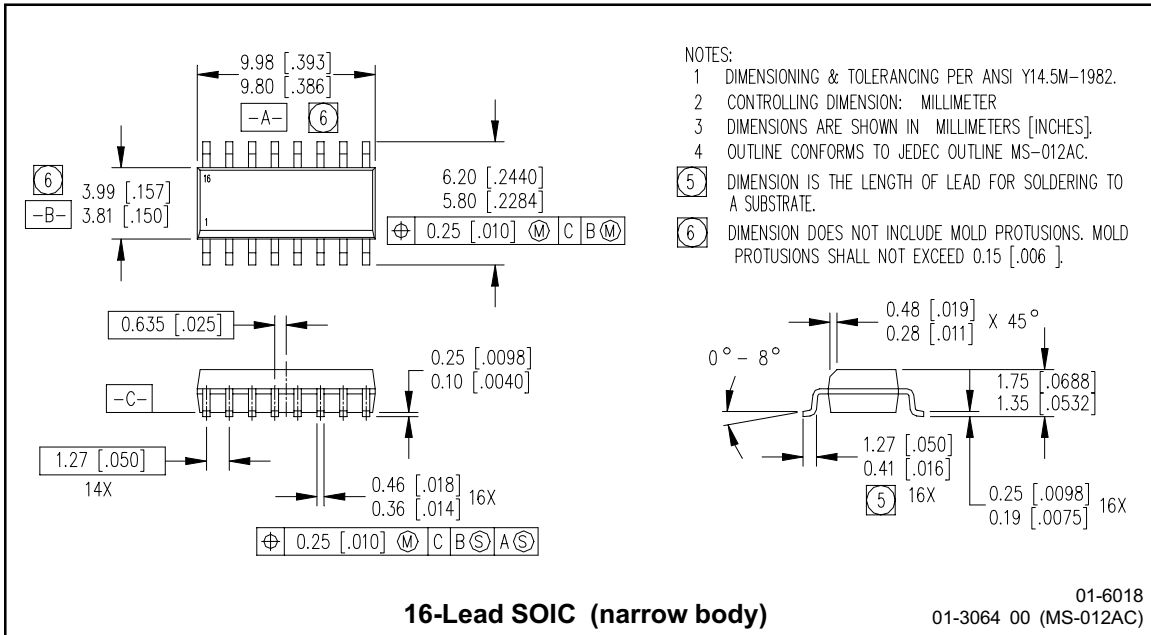 9.98 [.393]
9.80 [.386]
-A- 6
6
3.99 [.157]
-B- 3.81 [.150]
16
1
6.20 [.2440]
5.80 [.2284]
⌖ 0.25 [.010] Ⓜ C B Ⓜ
NOTES:
1 DIMENSIONING & TOLERANCING PER ANSI Y14.5M-1982.
2 CONTROLLING DIMENSION: MILLIMETER
3 DIMENSIONS ARE SHOWN IN MILLIMETERS [INCHES].
4 OUTLINE CONFORMS TO JEDEC OUTLINE MS-012AC.
5 DIMENSION IS THE LENGTH OF LEAD FOR SOLDERING TO
A SUBSTRATE.
6 DIMENSION DOES NOT INCLUDE MOLD PROTUSIONS. MOLD
PROTUSIONS SHALL NOT EXCEED 0.15 [.006 ].
0.635 [.025]
-C-
0.25 [.0098]
0.10 [.0040]
1.27 [.050]
14X
0.46 [.018]
0.36 [.014] 16X
⌖ 0.25 [.010] Ⓜ C B Ⓢ A Ⓢ
0.48 [.019]
0.28 [.011] X 45°
0° - 8°
1.75 [.0688]
1.35 [.0532]
1.27 [.050]
0.41 [.016]
5 16X
0.25 [.0098]
0.19 [.0075] 16X
16-Lead SOIC (narrow body)
01-6018
01-3064 00 (MS-012AC)